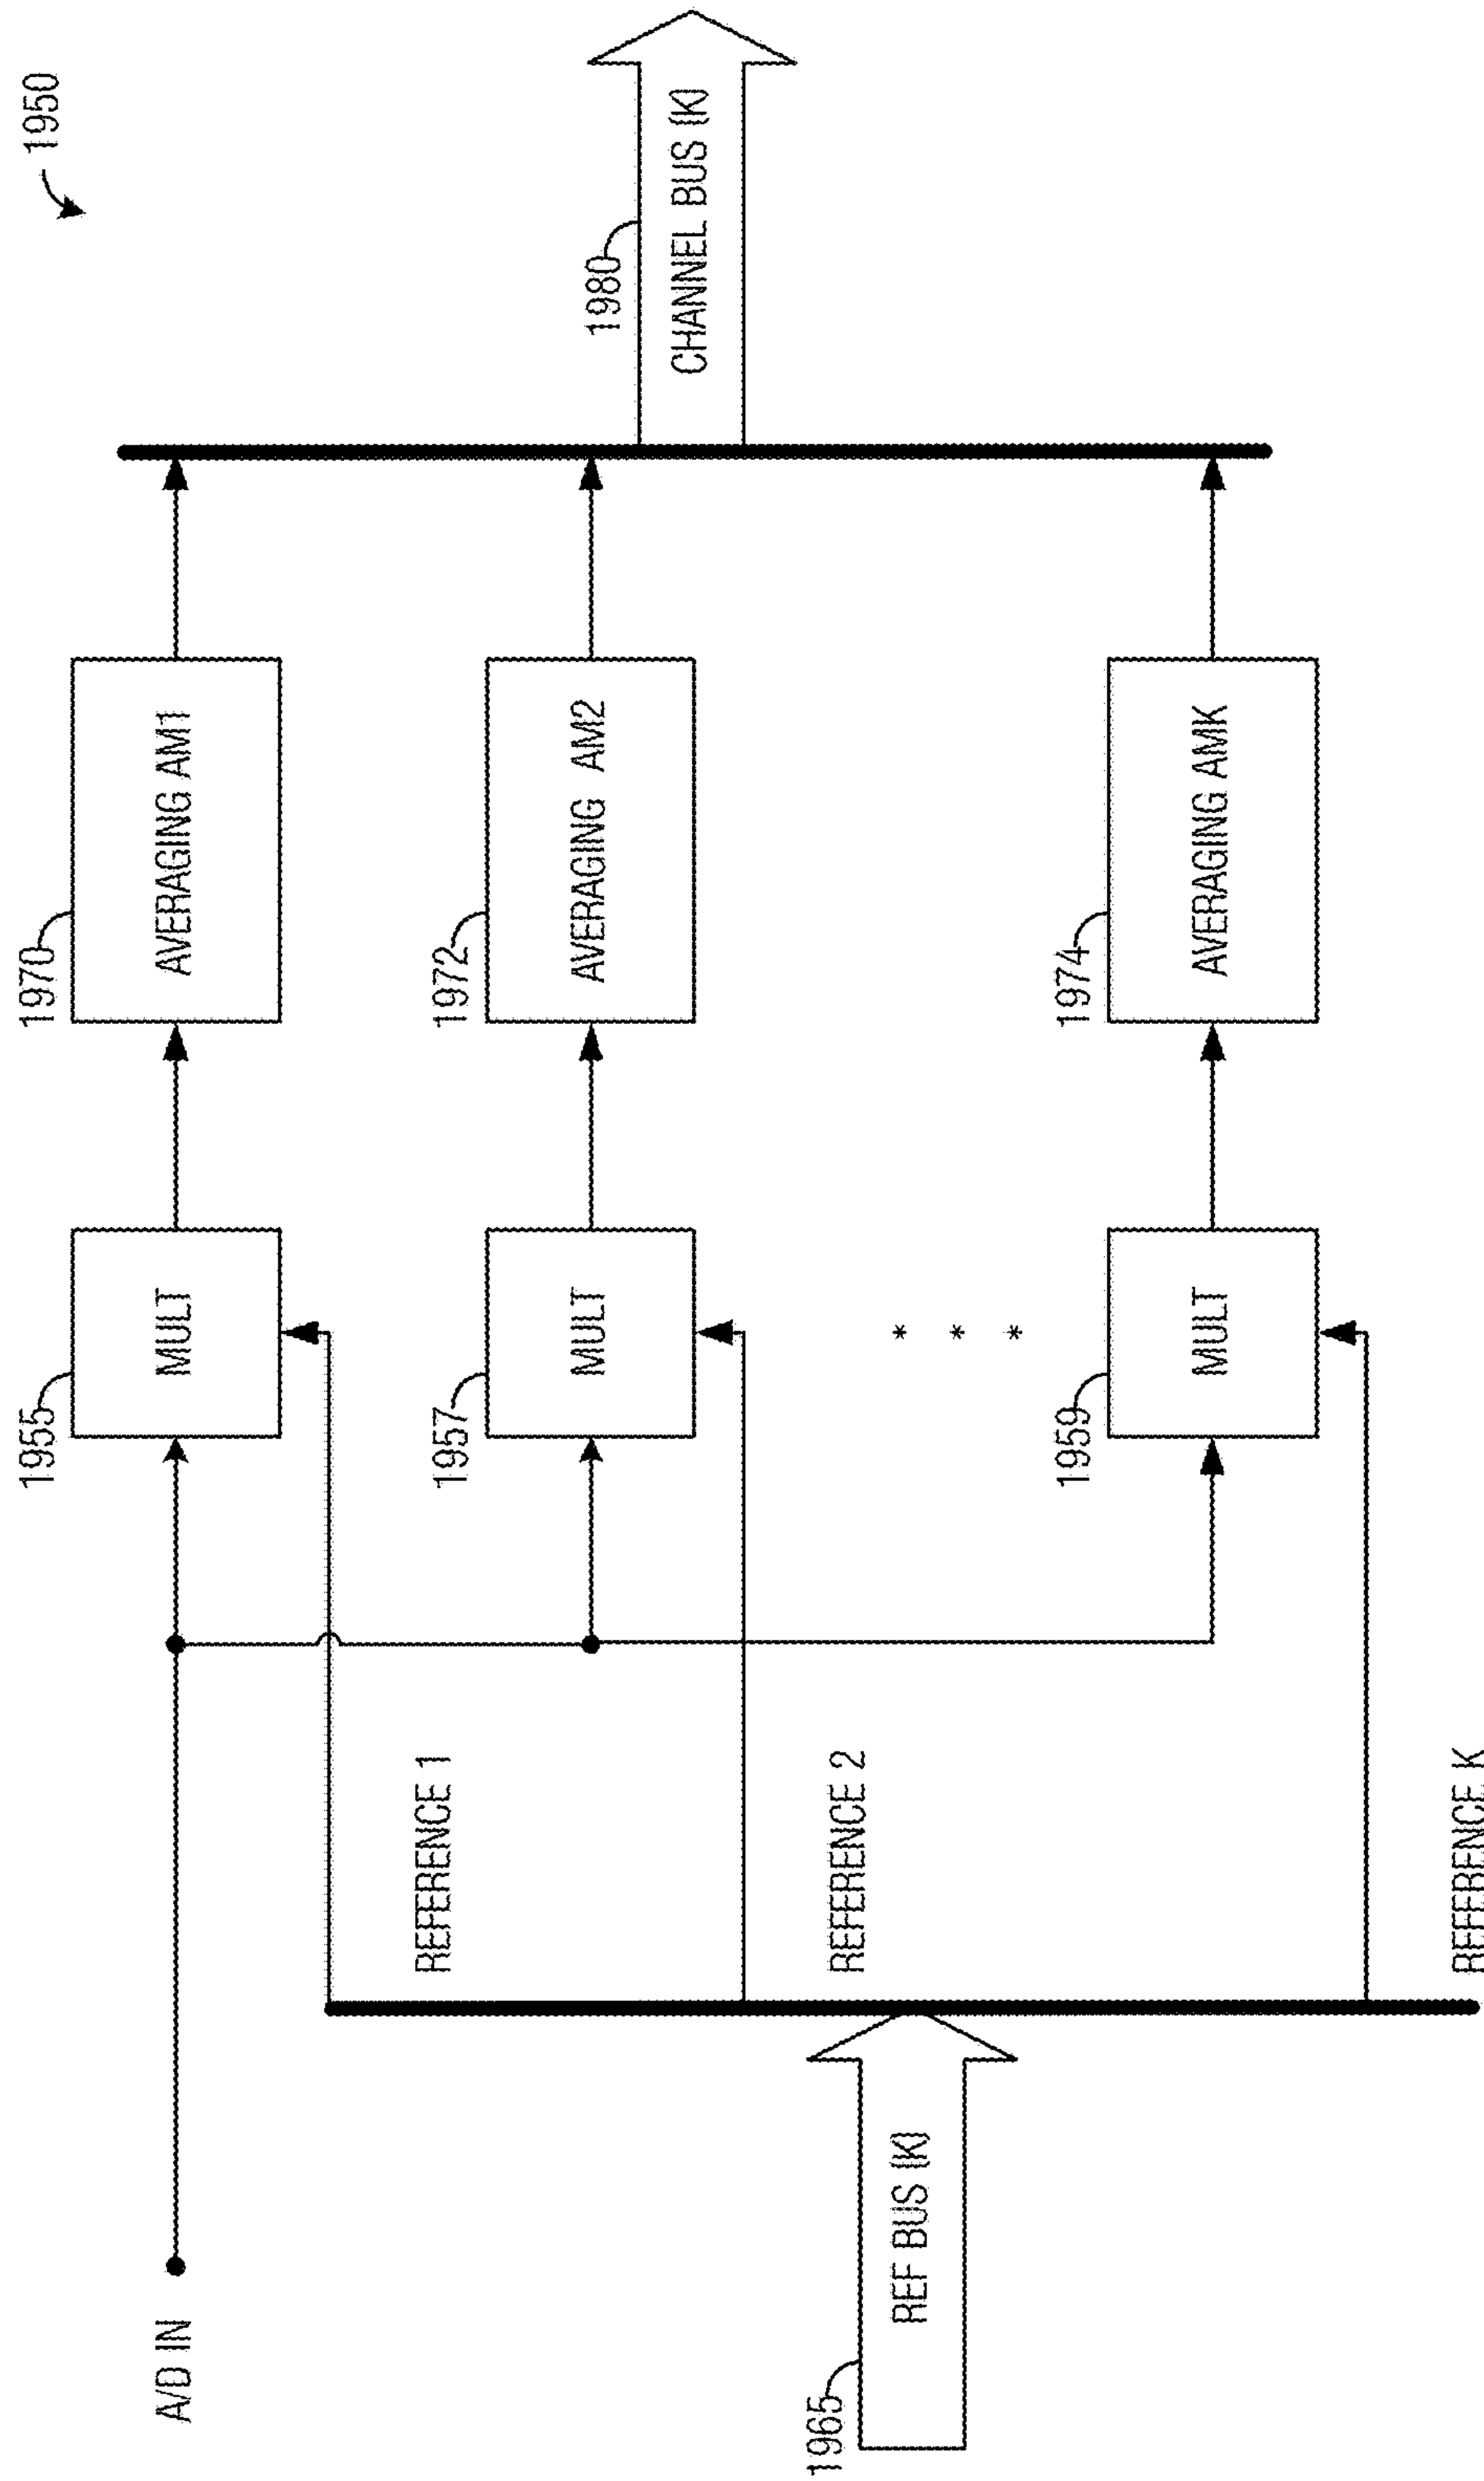 1950
1955
MULT
1970
AVERAGING AM1
A/D IN
REFERENCE 1
1957
MULT
1972
AVERAGING AM2
1980
CHANNEL BUS (K)
REFERENCE 2
1965
REF BUS (K)
* * *
1959
MULT
1974
AVERAGING AMK
REFERENCE K